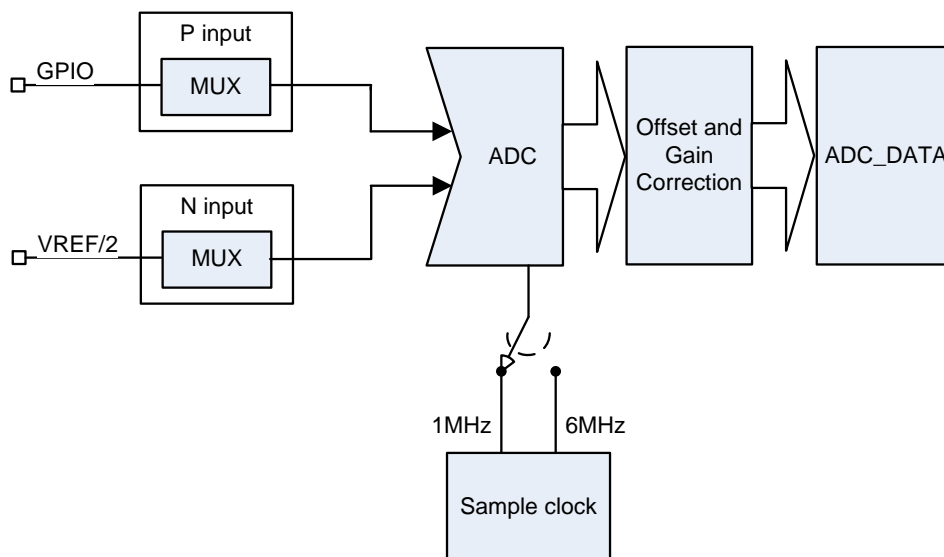 P input
GPIO
MUX
ADC
Offset and
Gain
Correction
ADC_DATA
N input
VREF/2
MUX
1MHz
6MHz
Sample clock